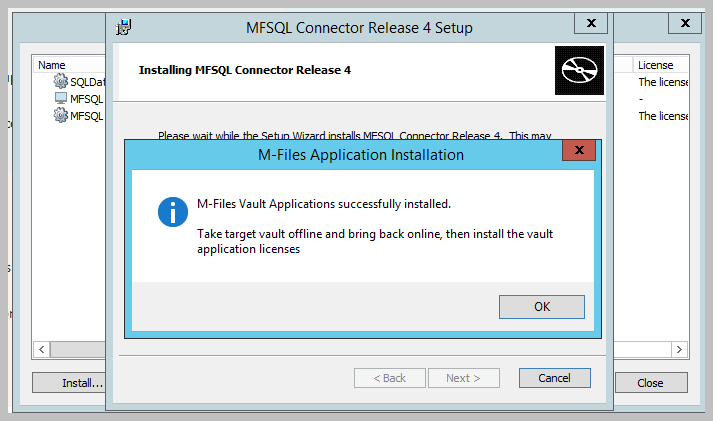 MFSQL Connector Release 4 Setup
x
x
Installing MFSQL Connector Release 4
Name
License
SQLDat
The license
MFSQL
-
MFSQL
The license
Please wait while the Setup Wizard installs MFSQL Connector Release 4. This may
M-Files Application Installation
x
M-Files Vault Applications successfully installed.
Take target vault offline and bring back online, then install the vault
application licenses
OK
Install...
< Back
Next >
Cancel
Close